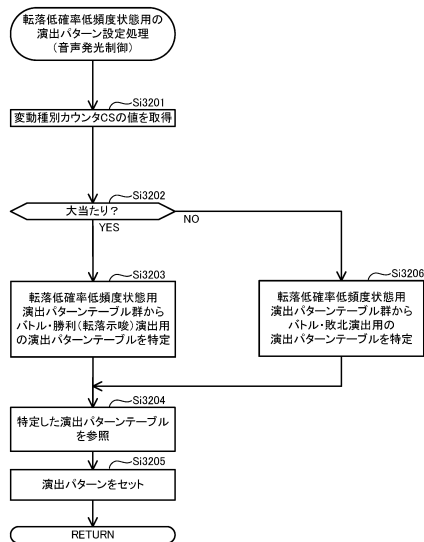 転落低確率低頻度状態用の
演出パターン設定処理
(音声発光制御)
Si3201
変動種別カウンタCSの値を取得
Si3202
大当たり?
NO
YES
Si3203
転落低確率低頻度状態用
演出パターンテーブル群から
バトル・勝利(転落示唆)演出用
の演出パターンテーブルを特定
Si3206
転落低確率低頻度状態用
演出パターンテーブル群から
バトル・敗北演出用の
演出パターンテーブルを特定
Si3204
特定した演出パターンテーブル
を参照
Si3205
演出パターンをセット
RETURN